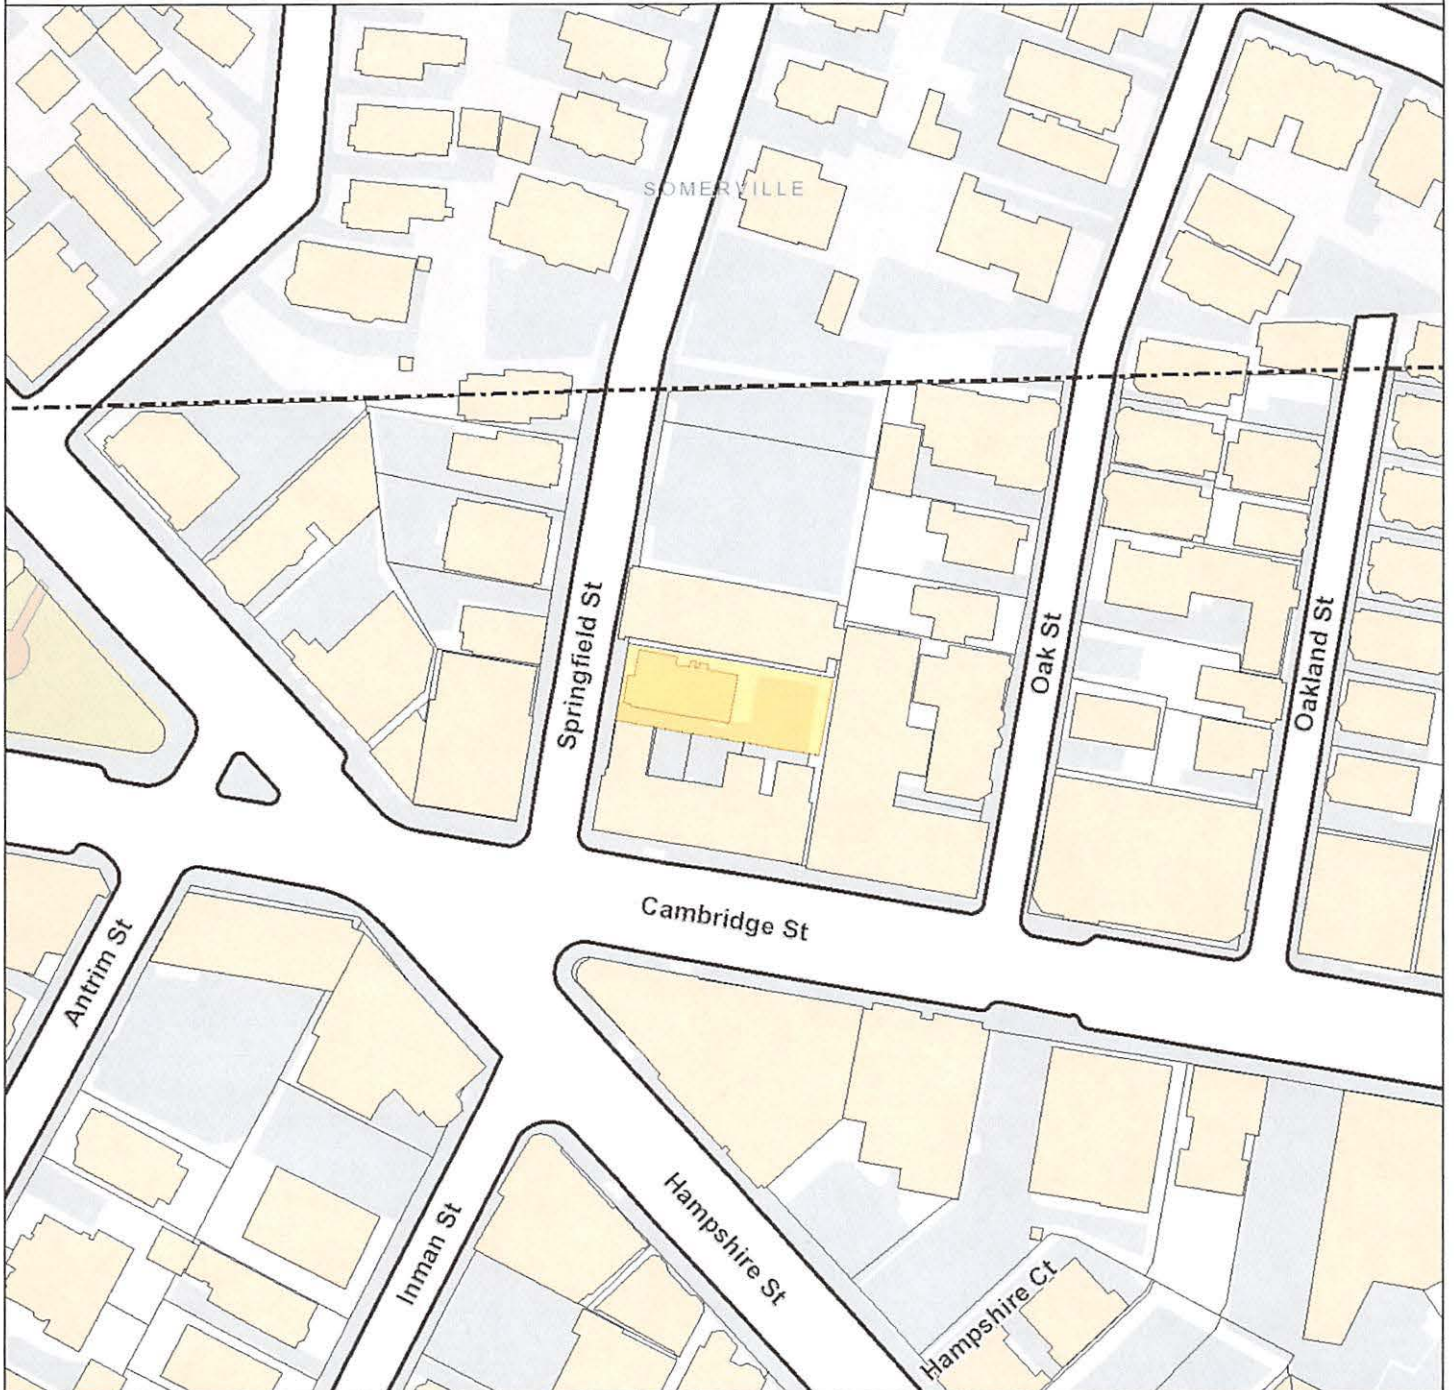 SOMERVILLE
Springfield St
Oak St
Oakland St
Cambridge St
Antrim St
Inman St
Hampshire St
Hampshire Ct